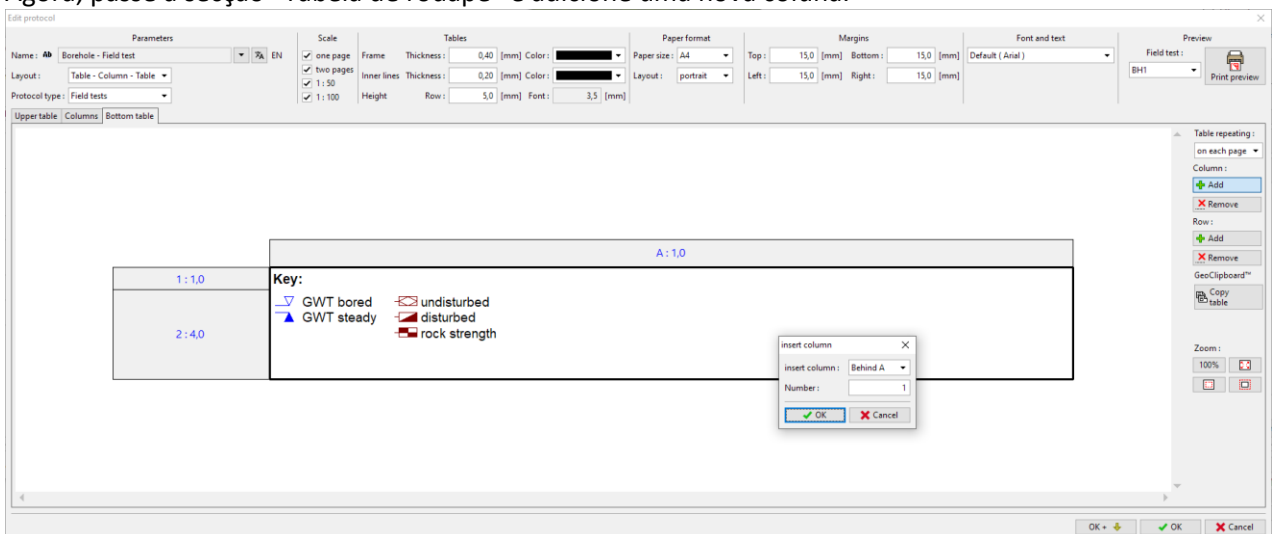 Agora, passe à secção "Tabela de rodapé" e adicione uma nova coluna.
Edit protocol
Parameters Scale Tables Paper format Margins Font and text Preview
Name: Ab Borehole - Field test EN one page Frame Thickness: 0,40 [mm] Color: Paper size: A4 Top: 15,0 [mm] Bottom: 15,0 [mm] Default (Arial) Field test:
Layout: Table - Column - Table two pages Inner lines Thickness: 0,20 [mm] Color: Layout: portrait Left: 15,0 [mm] Right: 15,0 [mm] BH1 Print preview
1 : 50
Protocol type: Field tests 1 : 100 Height Row: 5,0 [mm] Font: 3,5 [mm]
Upper table Columns Bottom table
Table repeating:
on each page
Column:
Add
Remove
Row:
Add
Remove
GeoClipboard™
Copy
table
Zoom:
100%
A : 1,0
1 : 1,0 Key:
GWT bored undisturbed
GWT steady disturbed
2 : 4,0 rock strength
insert column
insert column: Behind A
Number: 1
OK Cancel
OK + OK Cancel